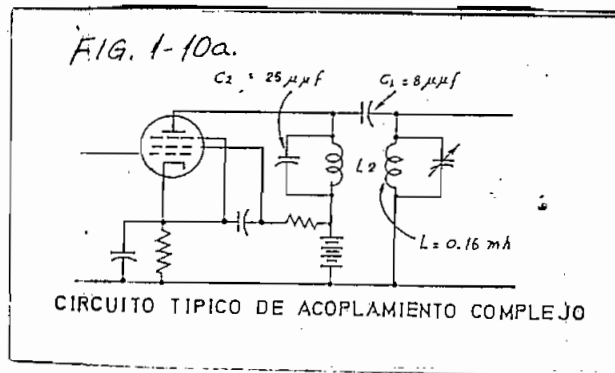 FIG. 1-10a.
C2 = 25 μμf
C1 = 8 μμf
L2
L = 0.16 mh
CIRCUITO TIPICO DE ACOPLAMIENTO COMPLEJO